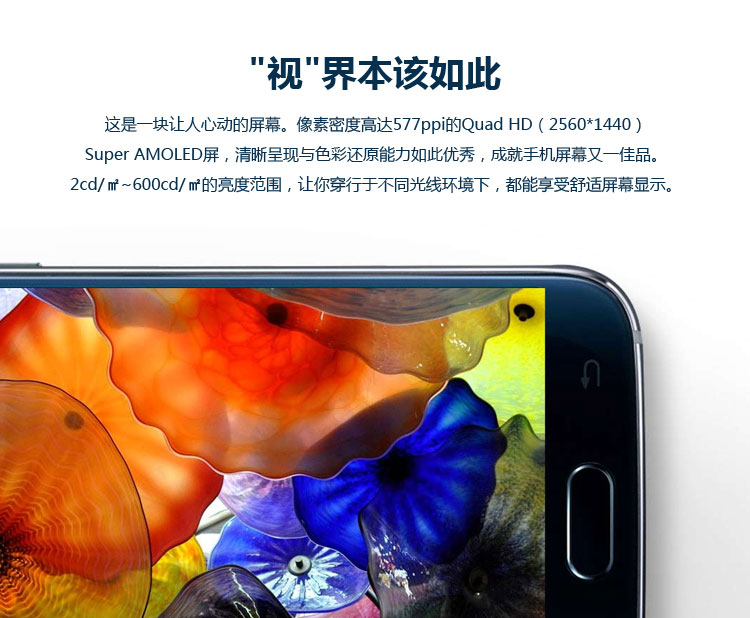 "视"界本该如此
这是一块让人心动的屏幕。像素密度高达577ppi的Quad HD（2560*1440）
Super AMOLED屏，清晰呈现与色彩还原能力如此优秀，成就手机屏幕又一佳品。
2cd/㎡~600cd/㎡的亮度范围，让你穿行于不同光线环境下，都能享受舒适屏幕显示。